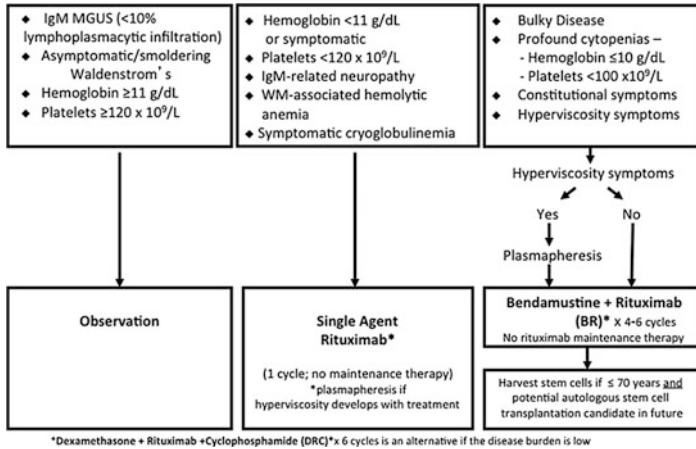 ◆ IgM MGUS (<10%
lymphoplasmacytic infiltration)
◆ Asymptomatic/smoldering
Waldenstrom's
◆ Hemoglobin ≥11 g/dL
◆ Platelets ≥120 x 10⁹/L
◆ Hemoglobin <11 g/dL
or symptomatic
◆ Platelets <120 x 10⁹/L
◆ IgM-related neuropathy
◆ WM-associated hemolytic
anemia
◆ Symptomatic cryoglobulinemia
◆ Bulky Disease
◆ Profound cytopenias –
- Hemoglobin ≤10 g/dL
- Platelets <100 x10⁹/L
◆ Constitutional symptoms
◆ Hyperviscosity symptoms
Hyperviscosity symptoms
Yes
No
Plasmapheresis
Observation
Single Agent
Rituximab*
(1 cycle; no maintenance therapy)
*plasmapheresis if
hyperviscosity develops with treatment
Bendamustine + Rituximab
(BR)* x 4-6 cycles
No rituximab maintenance therapy
Harvest stem cells if ≤ 70 years and
potential autologous stem cell
transplantation candidate in future
*Dexamethasone + Rituximab +Cyclophosphamide (DRC)*x 6 cycles is an alternative if the disease burden is low